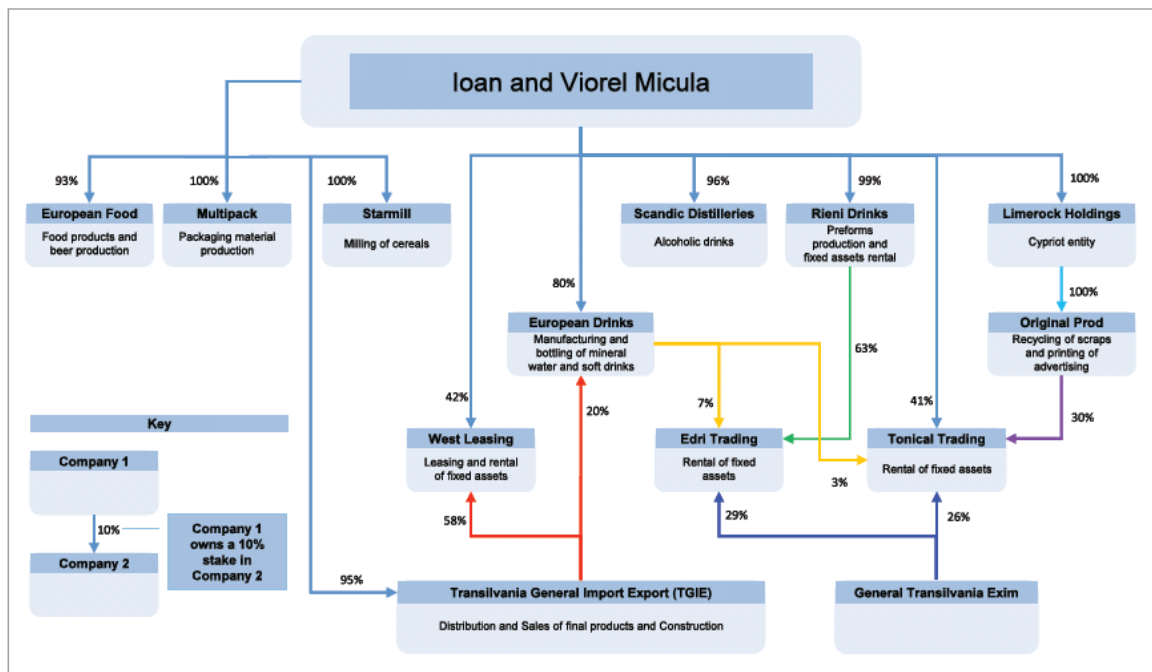 Ioan and Viorel Micula
93%
100%
100%
96%
99%
100%
European Food
Food products and
beer production
Multipack
Packaging material
production
Starmill
Milling of cereals
Scandic Distilleries
Alcoholic drinks
Rieni Drinks
Preforms
production and
fixed assets rental
Limerock Holdings
Cypriot entity
80%
100%
European Drinks
Manufacturing and
bottling of mineral
water and soft drinks
63%
Original Prod
Recycling of scraps
and printing of
advertising
42%
20%
7%
41%
30%
West Leasing
Leasing and rental
of fixed assets
Edri Trading
Rental of fixed
assets
Tonical Trading
Rental of fixed assets
3%
58%
29%
26%
Key
Company 1
10%
Company 1
owns a 10%
stake in
Company 2
Company 2
95%
Transilvania General Import Export (TGIE)
Distribution and Sales of final products and Construction
General Transilvania Exim